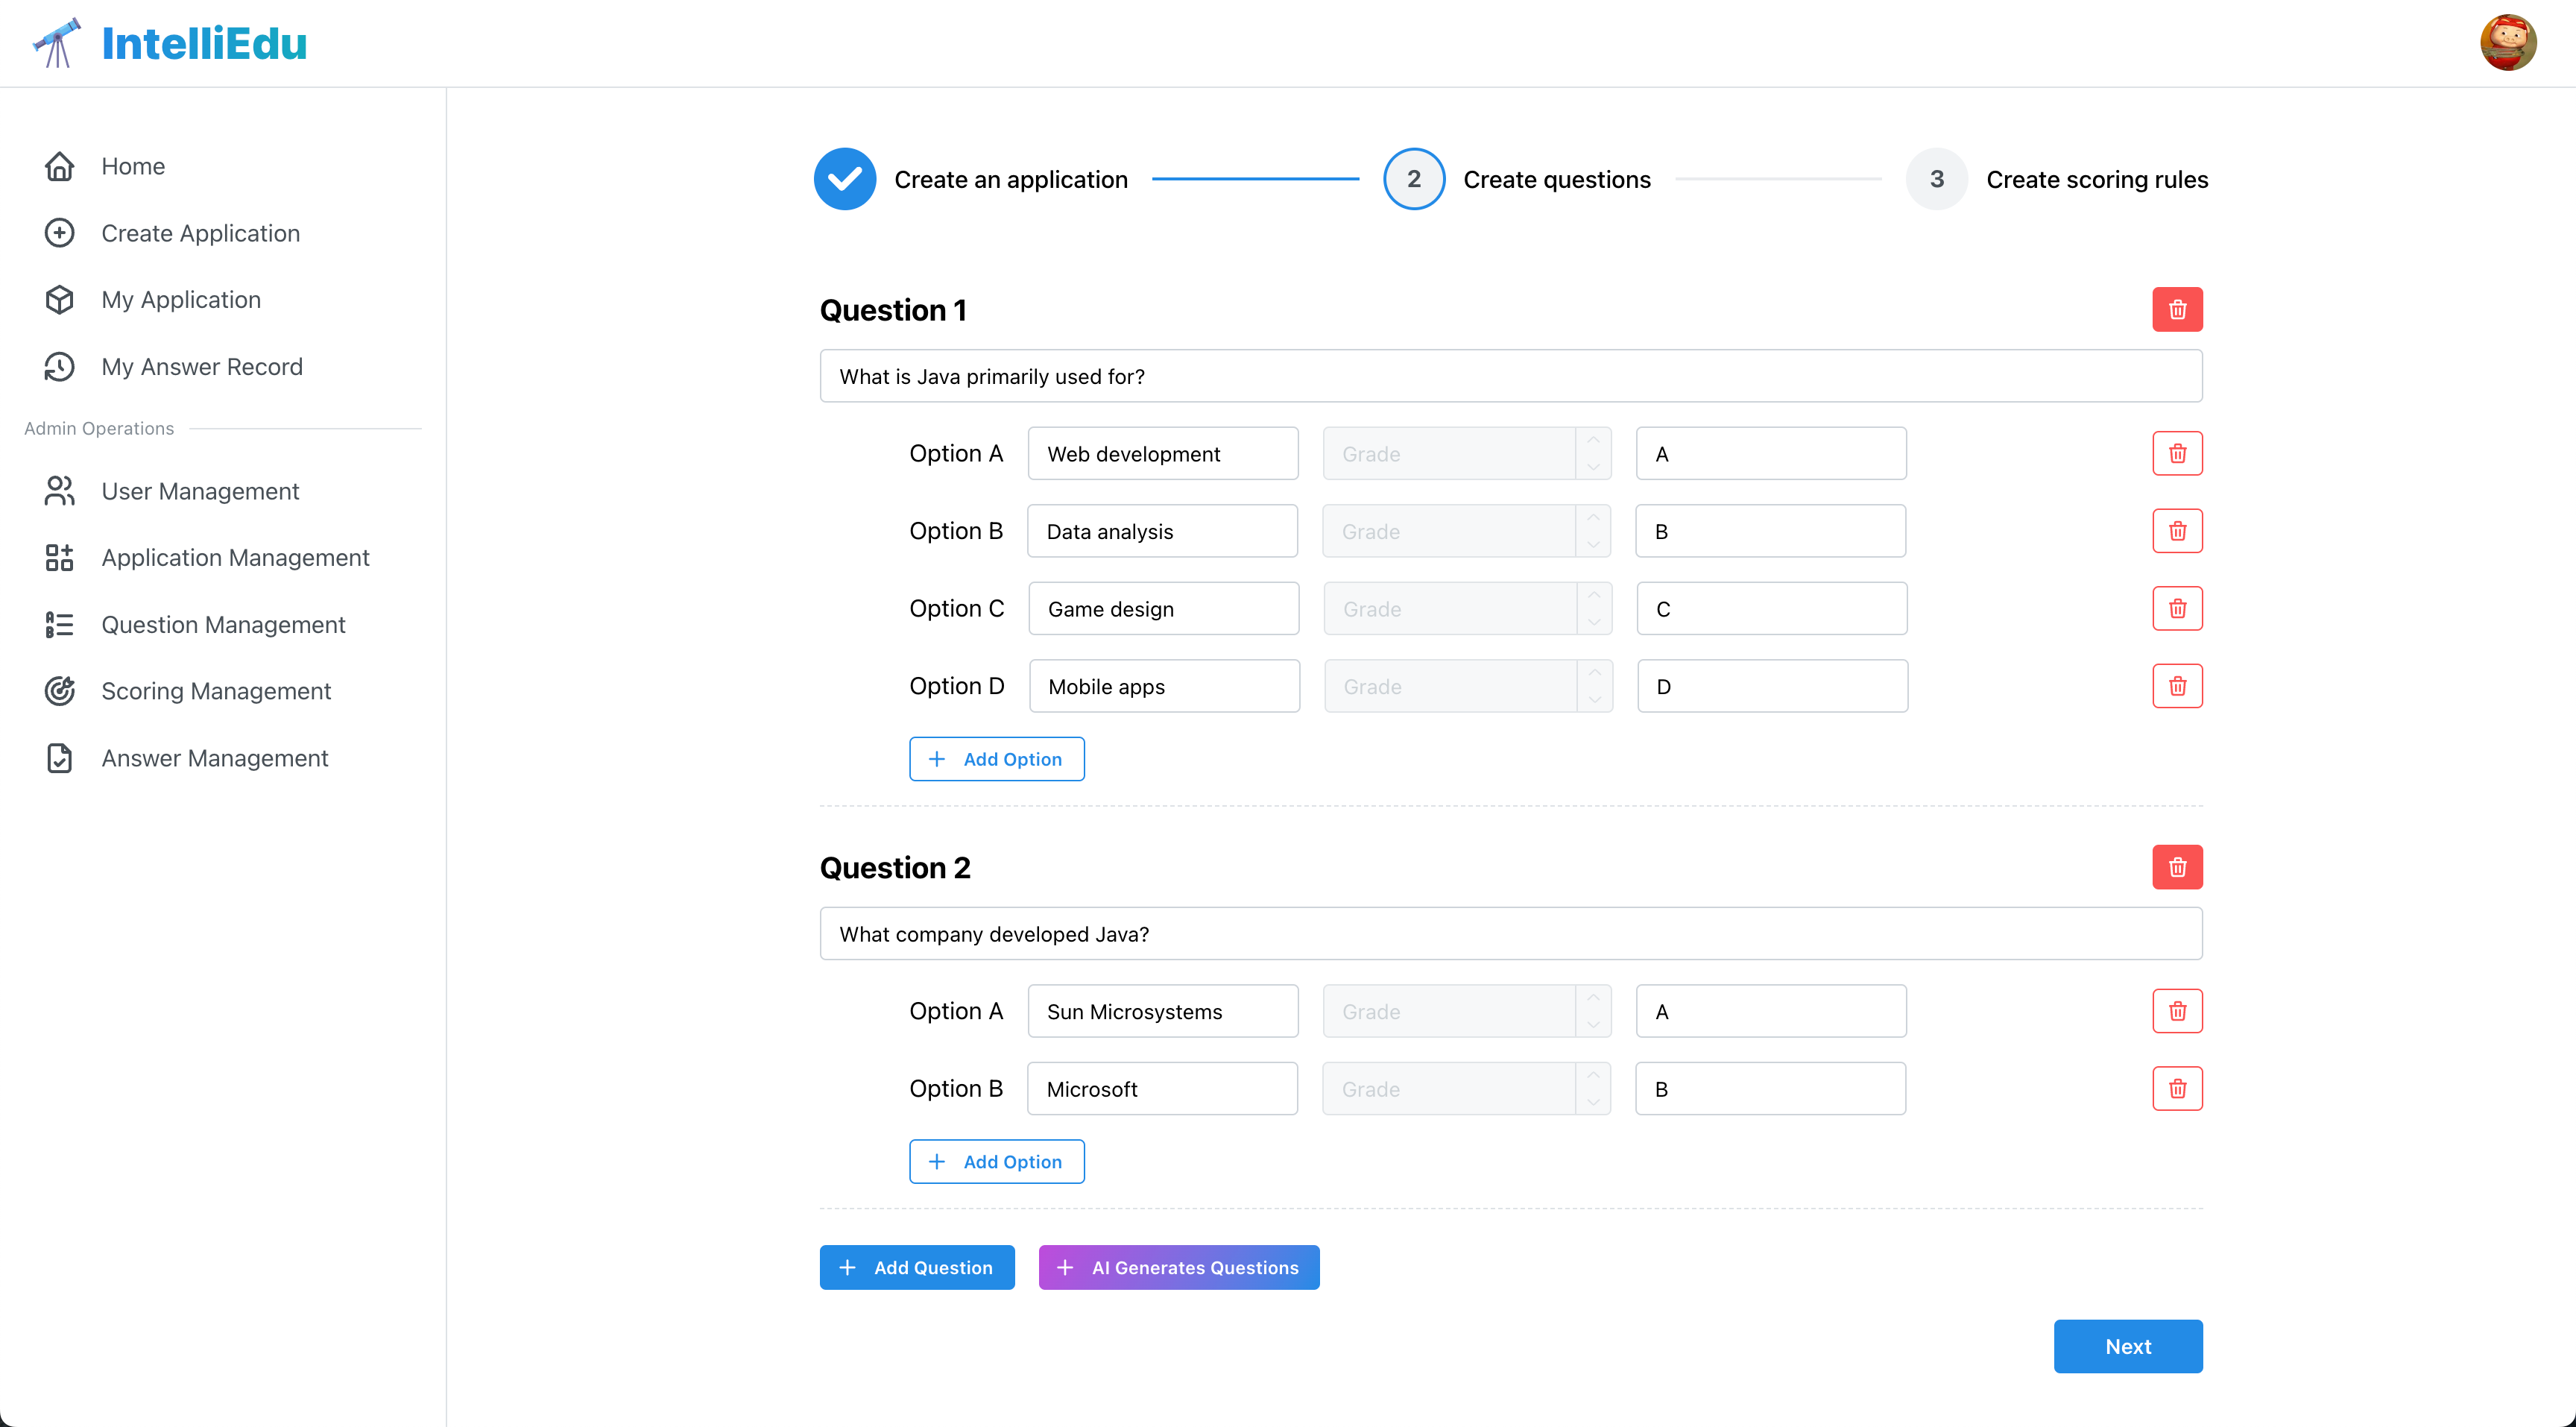 IntelliEdu
Home
Create Application
My Application
My Answer Record
Admin Operations
User Management
Application Management
Question Management
Scoring Management
Answer Management
Create an application
2 Create questions
3 Create scoring rules
Question 1
What is Java primarily used for?
Option A Web development Grade A
Option B Data analysis Grade B
Option C Game design Grade C
Option D Mobile apps Grade D
+ Add Option
Question 2
What company developed Java?
Option A Sun Microsystems Grade A
Option B Microsoft Grade B
+ Add Option
+ Add Question + AI Generates Questions
Next